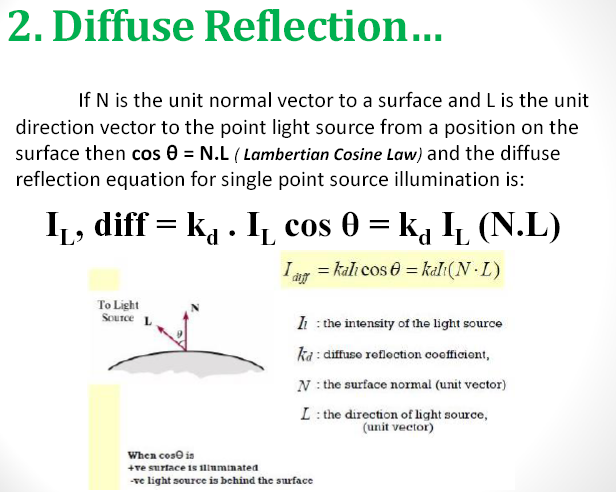 2. Diffuse Reflection...
If N is the unit normal vector to a surface and L is the unit
direction vector to the point light source from a position on the
surface then cos θ = N.L ( Lambertian Cosine Law) and the diffuse
reflection equation for single point source illumination is:
I_L, diff = k_d . I_L cos θ = k_d I_L (N.L)
I_diff = k_d I_l cos θ = k_d I_l (N · L)
To Light
Source L
N
θ
I_l : the intensity of the light source
k_d : diffuse reflection coefficient,
N : the surface normal (unit vector)
L : the direction of light source,
(unit vector)
When cosθ is
+ve surface is illuminated
-ve light source is behind the surface